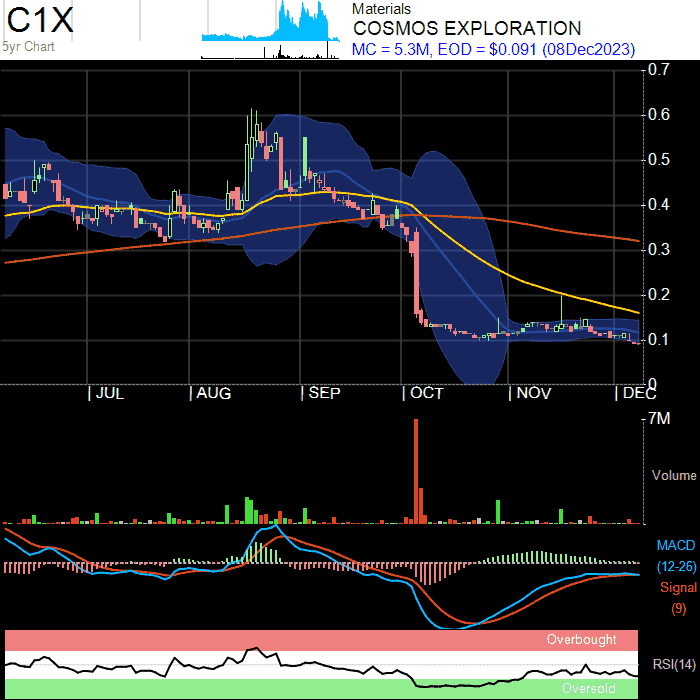 C1X
5yr Chart
Materials
COSMOS EXPLORATION
MC = 5.3M, EOD = $0.091 (08Dec2023)
0.7
0.6
0.5
0.4
0.3
0.2
0.1
0
JUL
AUG
SEP
OCT
NOV
DEC
7M
Volume
MACD
(12-26)
Signal
(9)
Overbought
RSI(14)
Oversold